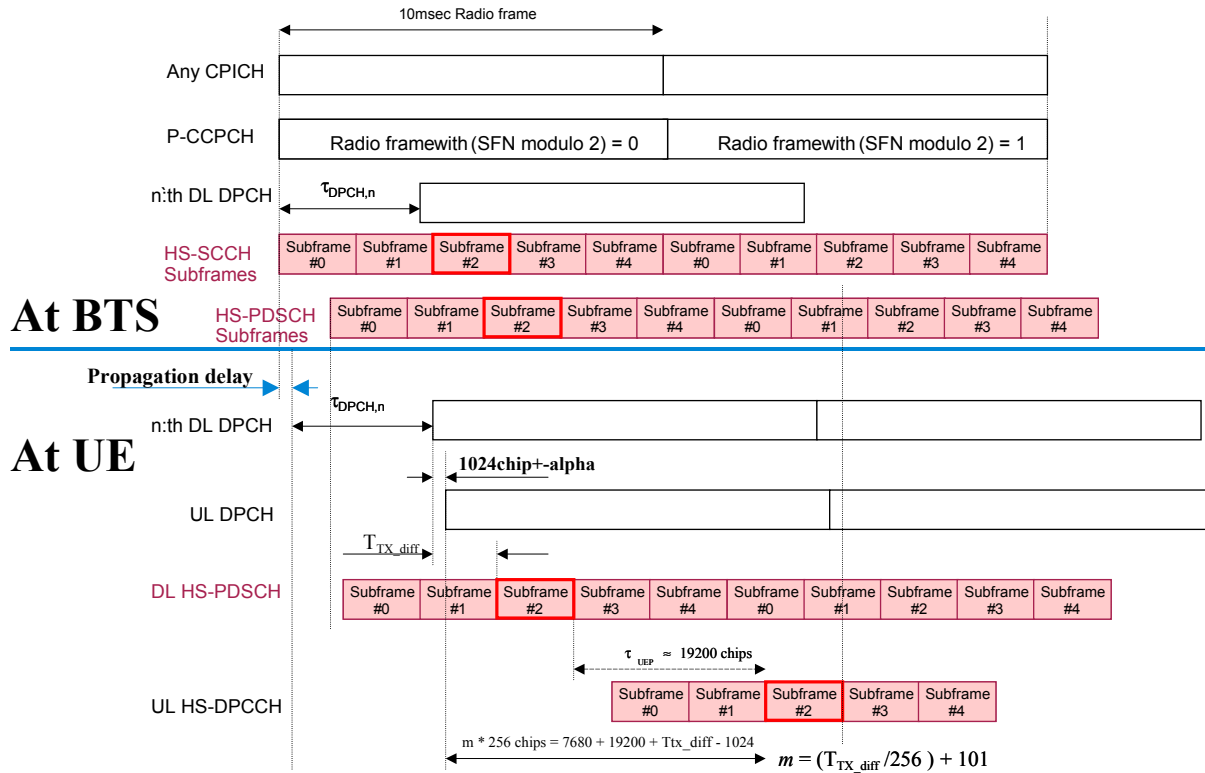 10msec Radio frame
Any CPICH
P-CCPCH
Radio framewith (SFN modulo 2) = 0
Radio framewith (SFN modulo 2) = 1
n:th DL DPCH
τDPCH,n
HS-SCCH
Subframes
Subframe #0 Subframe #1 Subframe #2 Subframe #3 Subframe #4 Subframe #0 Subframe #1 Subframe #2 Subframe #3 Subframe #4
At BTS
HS-PDSCH
Subframes
Subframe #0 Subframe #1 Subframe #2 Subframe #3 Subframe #4 Subframe #0 Subframe #1 Subframe #2 Subframe #3 Subframe #4
Propagation delay
τDPCH,n
n:th DL DPCH
At UE
1024chip+-alpha
UL DPCH
TTX_diff
DL HS-PDSCH
Subframe #0 Subframe #1 Subframe #2 Subframe #3 Subframe #4 Subframe #0 Subframe #1 Subframe #2 Subframe #3 Subframe #4
τ UEP ≈ 19200 chips
UL HS-DPCCH
Subframe #0 Subframe #1 Subframe #2 Subframe #3 Subframe #4
m * 256 chips = 7680 + 19200 + Ttx_diff - 1024
m = (TTX_diff /256 ) + 101